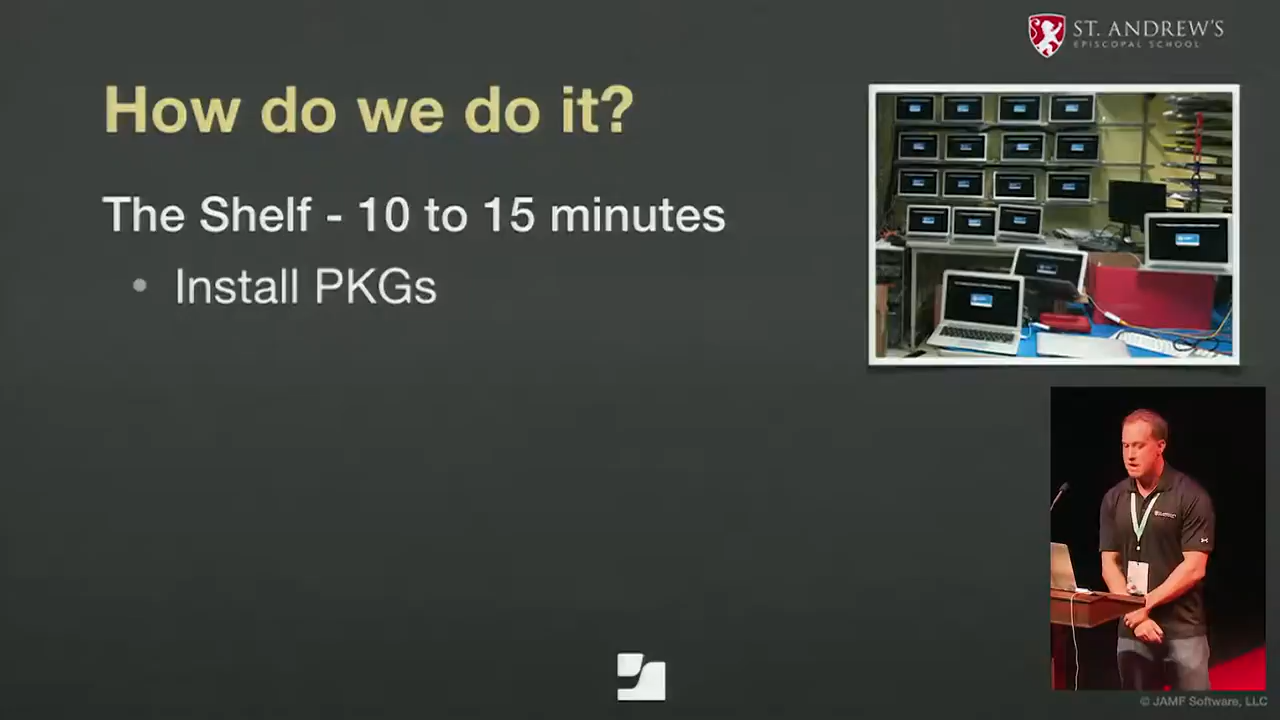 ST. ANDREW'S
EPISCOPAL SCHOOL
How do we do it?
The Shelf - 10 to 15 minutes
• Install PKGs
© JAMF Software, LLC